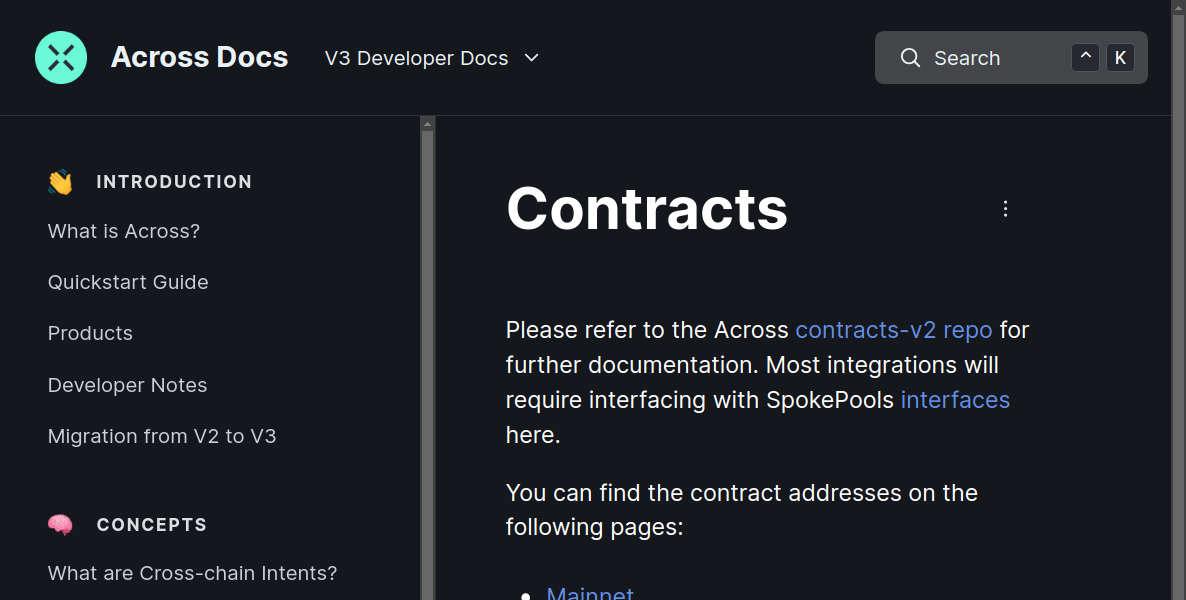 Across Docs
V3 Developer Docs
Search
^ K
INTRODUCTION
What is Across?
Quickstart Guide
Products
Developer Notes
Migration from V2 to V3
CONCEPTS
What are Cross-chain Intents?
Contracts
Please refer to the Across contracts-v2 repo for
further documentation. Most integrations will
require interfacing with SpokePools interfaces
here.
You can find the contract addresses on the
following pages:
• Mainnet